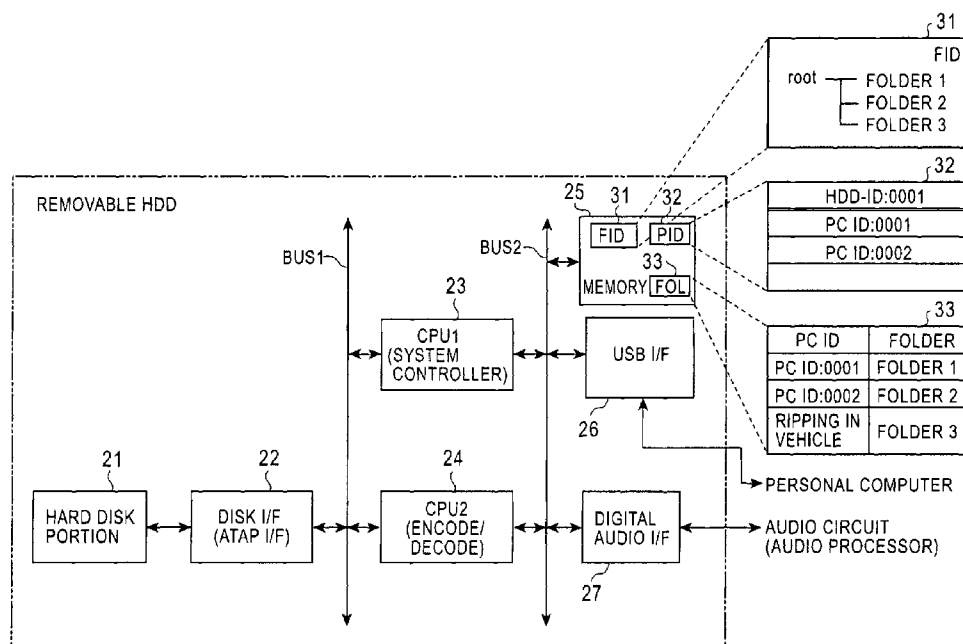 31
FID
root
FOLDER 1
FOLDER 2
FOLDER 3
32
HDD-ID:0001
PC ID:0001
PC ID:0002
33
PC ID FOLDER
PC ID:0001 FOLDER 1
PC ID:0002 FOLDER 2
RIPPING IN
VEHICLE
FOLDER 3
REMOVABLE HDD
25
31
32
FID
PID
33
MEMORY
FOL
BUS1
BUS2
23
CPU1
(SYSTEM
CONTROLLER)
USB I/F
26
PERSONAL COMPUTER
21
HARD DISK
PORTION
22
DISK I/F
(ATAP I/F)
24
CPU2
(ENCODE/
DECODE)
DIGITAL
AUDIO I/F
27
AUDIO CIRCUIT
(AUDIO PROCESSOR)